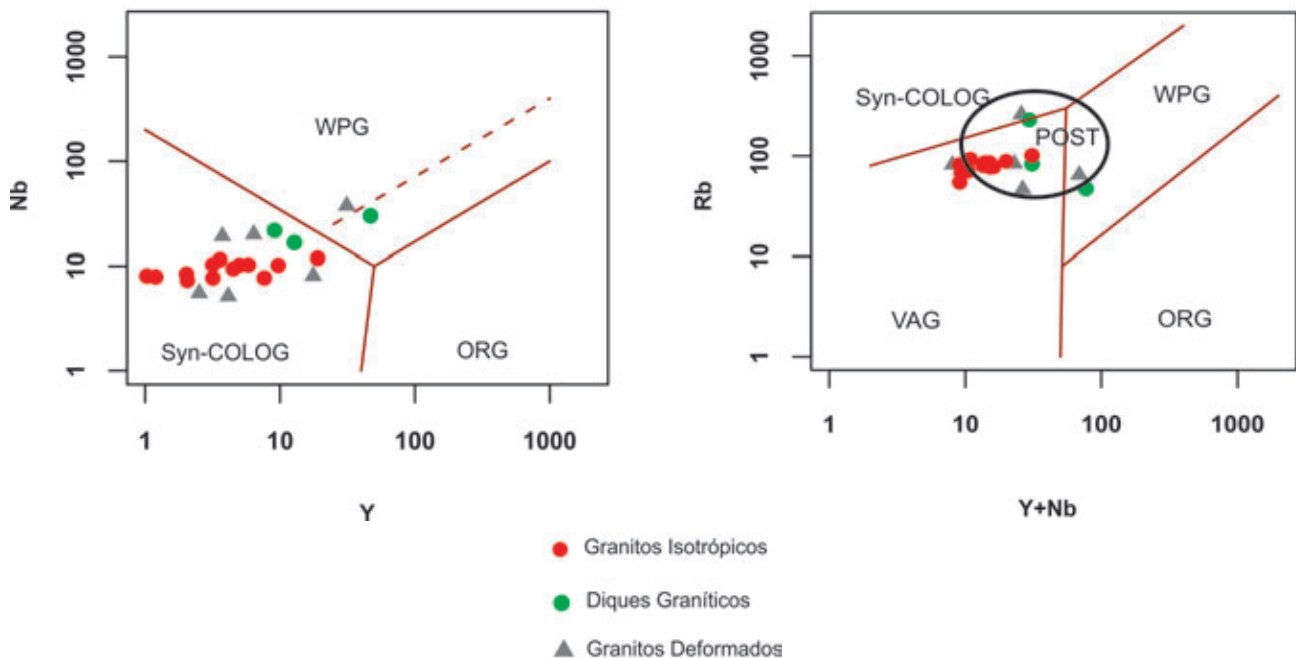 Nb
1000
100
10
1
WPG
Syn-COLOG
ORG
1 10 100 1000
Y
Rb
1000
100
10
1
Syn-COLOG
WPG
POST
VAG
ORG
1 10 100 1000
Y+Nb
Granitos Isotrópicos
Diques Graníticos
Granitos Deformados